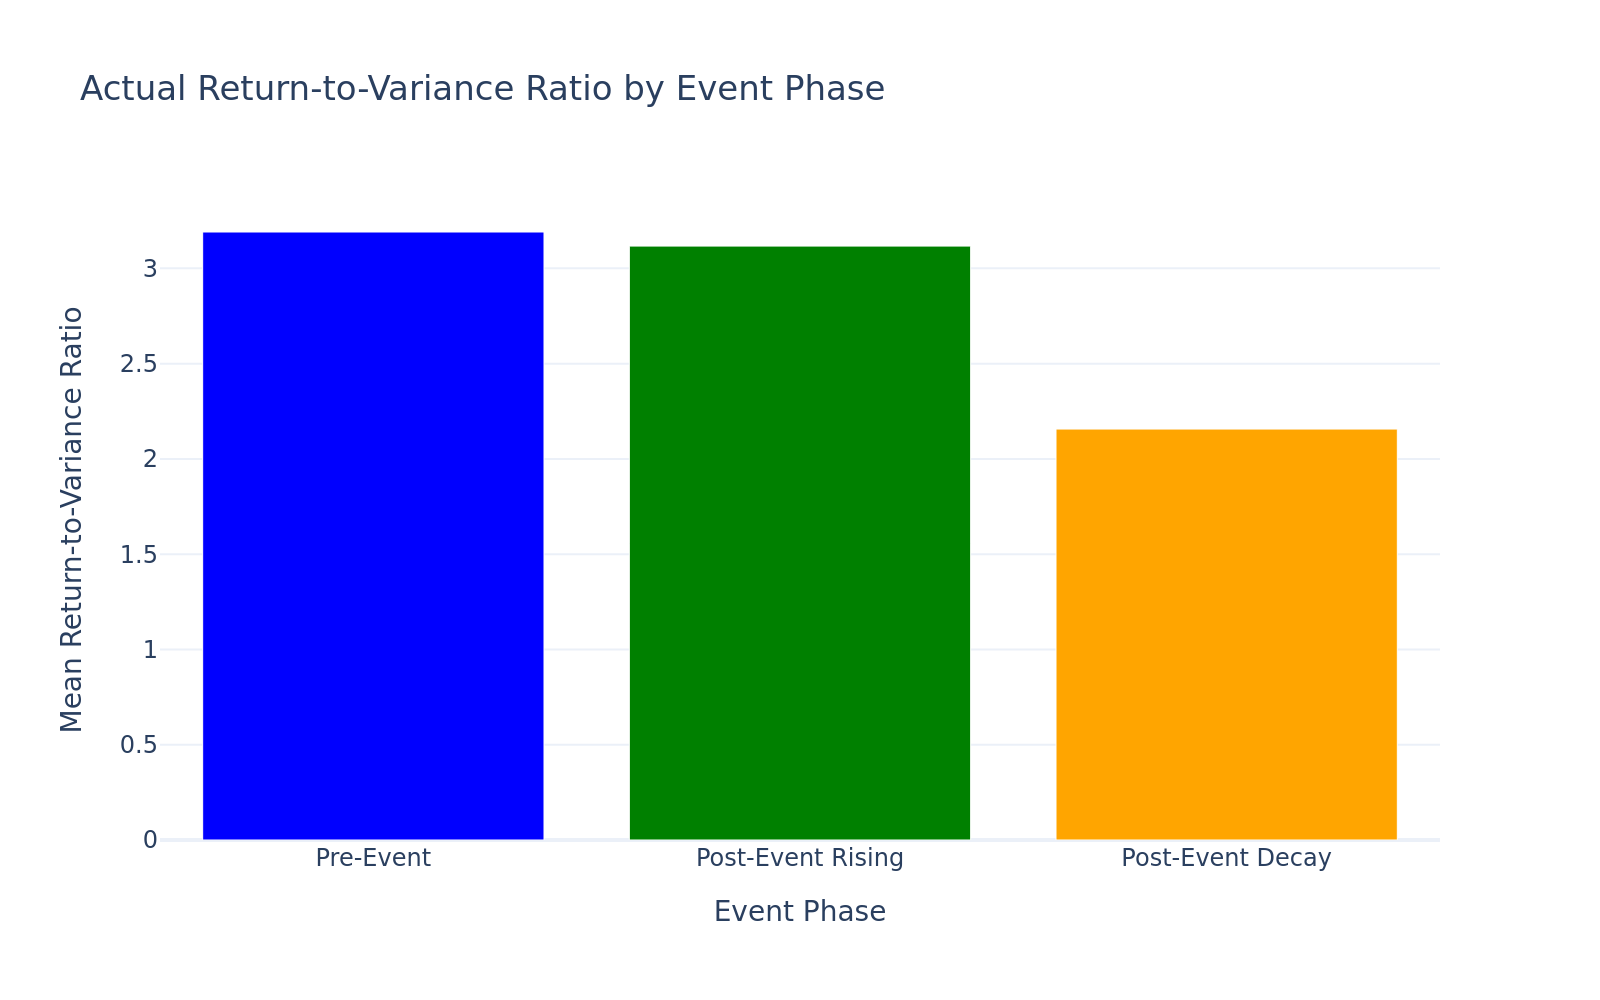 Actual Return-to-Variance Ratio by Event Phase
Mean Return-to-Variance Ratio
3
2.5
2
1.5
1
0.5
0
Pre-Event
Post-Event Rising
Post-Event Decay
Event Phase